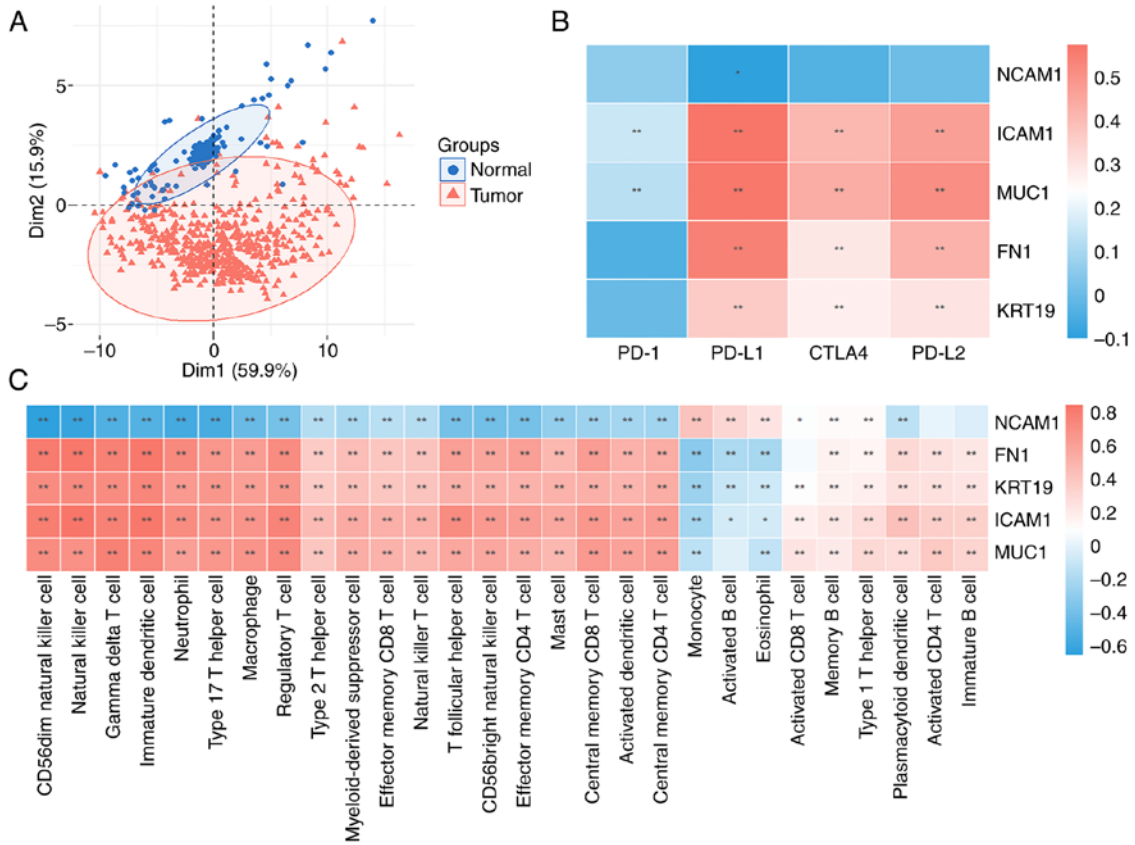 A
Dim2 (15.9%)
5
0
−5
−10
0
10
Dim1 (59.9%)
Groups
Normal
Tumor
B
*
** ** ** **
** ** ** **
** ** **
** ** **
NCAM1
ICAM1
MUC1
FN1
KRT19
PD-1
PD-L1
CTLA4
PD-L2
0.5
0.4
0.3
0.2
0.1
0
−0.1
C
** ** ** ** ** ** ** ** ** ** ** ** ** ** ** ** ** ** ** ** ** ** * ** ** **
NCAM1
** ** ** ** ** ** ** ** ** ** ** ** ** ** ** ** ** ** ** ** ** ** ** ** ** ** **
FN1
** ** ** ** ** ** ** ** ** ** ** ** ** ** ** ** ** ** ** ** ** ** ** ** ** ** ** **
KRT19
** ** ** ** ** ** ** ** ** ** ** ** ** ** ** ** ** ** ** ** * * ** ** ** ** ** **
ICAM1
** ** ** ** ** ** ** ** ** ** ** ** ** ** ** ** ** ** ** ** ** ** ** ** ** ** **
MUC1
CD56dim natural killer cell
Natural killer cell
Gamma delta T cell
Immature dendritic cell
Neutrophil
Type 17 T helper cell
Macrophage
Regulatory T cell
Type 2 T helper cell
Myeloid-derived suppressor cell
Effector memory CD8 T cell
Natural killer T cell
T follicular helper cell
CD56bright natural killer cell
Effector memory CD4 T cell
Mast cell
Central memory CD8 T cell
Activated dendritic cell
Central memory CD4 T cell
Monocyte
Activated B cell
Eosinophil
Activated CD8 T cell
Memory B cell
Type 1 T helper cell
Plasmacytoid dendritic cell
Activated CD4 T cell
Immature B cell
0.8
0.6
0.4
0.2
0
−0.2
−0.4
−0.6